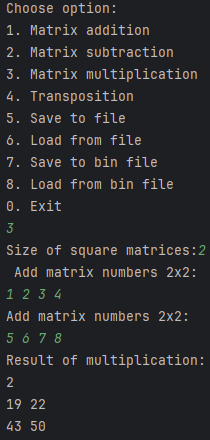 Choose option:
1. Matrix addition
2. Matrix subtraction
3. Matrix multiplication
4. Transposition
5. Save to file
6. Load from file
7. Save to bin file
8. Load from bin file
0. Exit
3
Size of square matrices:2
Add matrix numbers 2x2:
1 2 3 4
Add matrix numbers 2x2:
5 6 7 8
Result of multiplication:
2
19 22
43 50